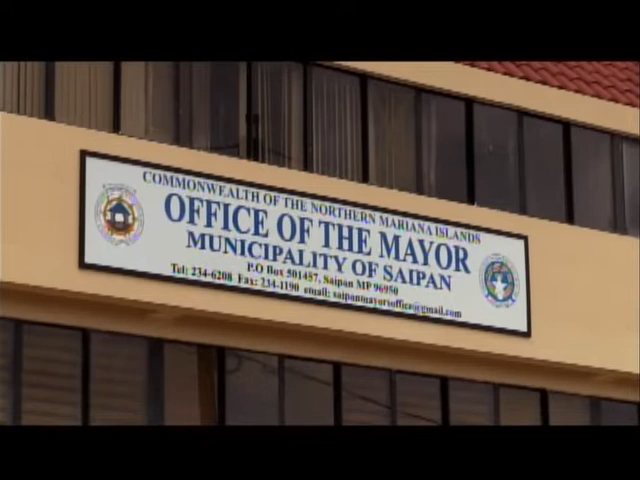 COMMONWEALTH OF THE NORTHERN MARIANA ISLANDS
OFFICE OF THE MAYOR
MUNICIPALITY OF SAIPAN
P.O Box 501457, Saipan MP 96950
Tel: 234-6208 Fax: 234-1190 email: saipanmayorsoffice@gmail.com